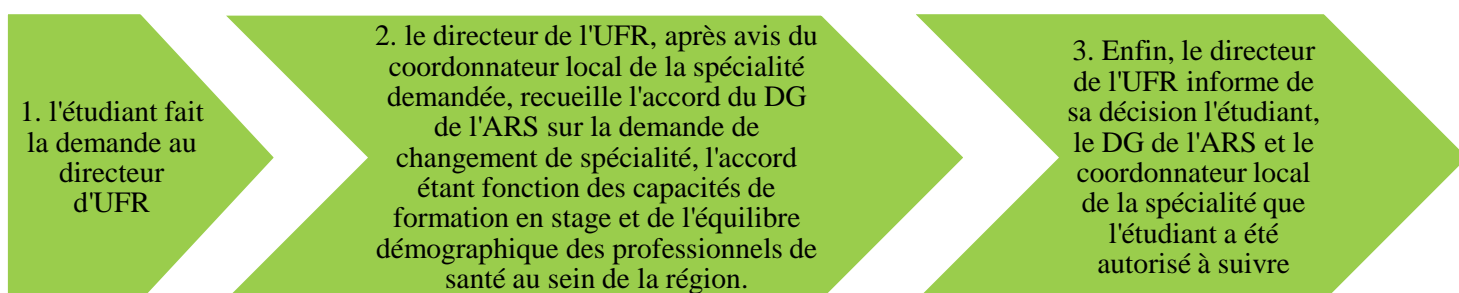 1. l'étudiant fait
la demande au
directeur
d'UFR
2. le directeur de l'UFR, après avis du
coordonnateur local de la spécialité
demandée, recueille l'accord du DG
de l'ARS sur la demande de
changement de spécialité, l'accord
étant fonction des capacités de
formation en stage et de l'équilibre
démographique des professionnels de
santé au sein de la région.
3. Enfin, le directeur
de l'UFR informe de
sa décision l'étudiant,
le DG de l'ARS et le
coordonnateur local
de la spécialité que
l'étudiant a été
autorisé à suivre